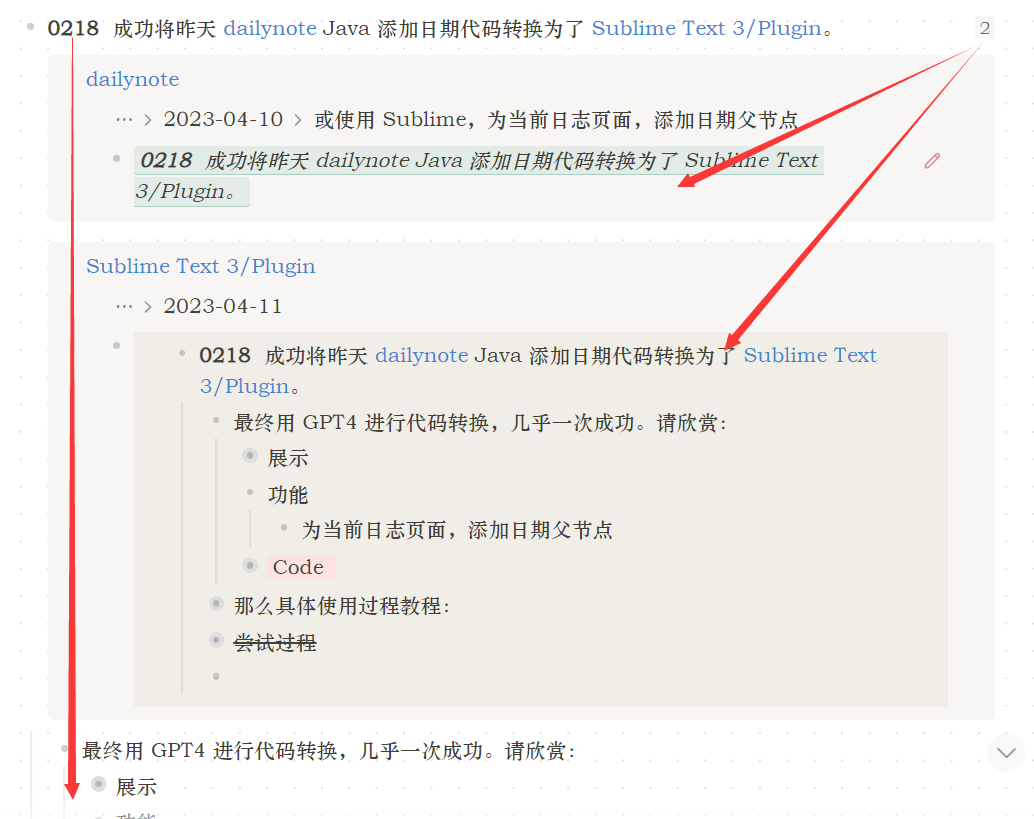 0218 成功将昨天 dailynote Java 添加日期代码转换为了 Sublime Text 3/Plugin。 2
dailynote
··· > 2023-04-10 > 或使用 Sublime，为当前日志页面，添加日期父节点
0218 成功将昨天 dailynote Java 添加日期代码转换为了 Sublime Text
3/Plugin。
Sublime Text 3/Plugin
··· > 2023-04-11
0218 成功将昨天 dailynote Java 添加日期代码转换为了 Sublime Text
3/Plugin。
最终用 GPT4 进行代码转换，几乎一次成功。请欣赏：
展示
功能
为当前日志页面，添加日期父节点
Code
那么具体使用过程教程：
尝试过程
最终用 GPT4 进行代码转换，几乎一次成功。请欣赏：
展示
功能